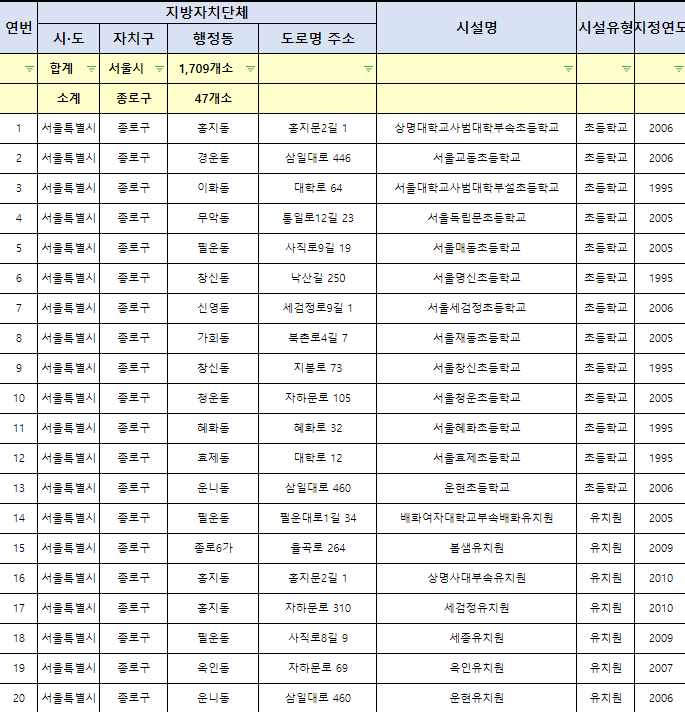 연번 지방자치단체 시설명 시설유형 지정연도
시·도 자치구 행정동 도로명 주소
합계 서울시 1,709개소
소계 종로구 47개소
1 서울특별시 종로구 홍지동 홍지문2길 1 상명대학교사범대학부속초등학교 초등학교 2006
2 서울특별시 종로구 경운동 삼일대로 446 서울교동초등학교 초등학교 2006
3 서울특별시 종로구 이화동 대학로 64 서울대학교사범대학부설초등학교 초등학교 1995
4 서울특별시 종로구 무악동 통일로12길 23 서울독립문초등학교 초등학교 2005
5 서울특별시 종로구 필운동 사직로9길 19 서울매동초등학교 초등학교 2005
6 서울특별시 종로구 창신동 낙산길 250 서울명신초등학교 초등학교 1995
7 서울특별시 종로구 신영동 세검정로9길 1 서울세검정초등학교 초등학교 2006
8 서울특별시 종로구 가회동 북촌로4길 7 서울재동초등학교 초등학교 2005
9 서울특별시 종로구 창신동 지봉로 73 서울창신초등학교 초등학교 1995
10 서울특별시 종로구 청운동 자하문로 105 서울청운초등학교 초등학교 2005
11 서울특별시 종로구 혜화동 혜화로 32 서울혜화초등학교 초등학교 1995
12 서울특별시 종로구 효제동 대학로 12 서울효제초등학교 초등학교 1995
13 서울특별시 종로구 운니동 삼일대로 460 운현초등학교 초등학교 2006
14 서울특별시 종로구 필운동 필운대로1길 34 배화여자대학교부속배화유치원 유치원 2005
15 서울특별시 종로구 종로6가 율곡로 264 봄샘유치원 유치원 2009
16 서울특별시 종로구 홍지동 홍지문2길 1 상명사대부속유치원 유치원 2010
17 서울특별시 종로구 홍지동 자하문로 310 세검정유치원 유치원 2010
18 서울특별시 종로구 필운동 사직로8길 9 세종유치원 유치원 2009
19 서울특별시 종로구 옥인동 자하문로 69 옥인유치원 유치원 2007
20 서울특별시 종로구 운니동 삼일대로 460 운현유치원 유치원 2006